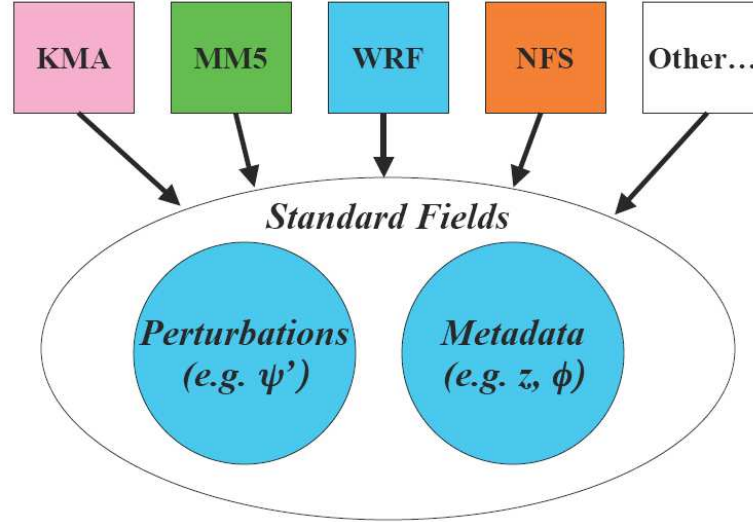 KMA
MM5
WRF
NFS
Other…
Standard Fields
Perturbations
(e.g. ψ’)
Metadata
(e.g. z, ϕ)